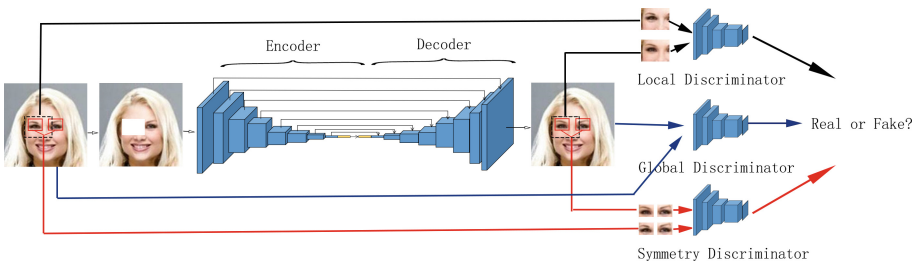 Encoder
Decoder
Local Discriminator
Real or Fake?
Global Discriminator
Symmetry Discriminator